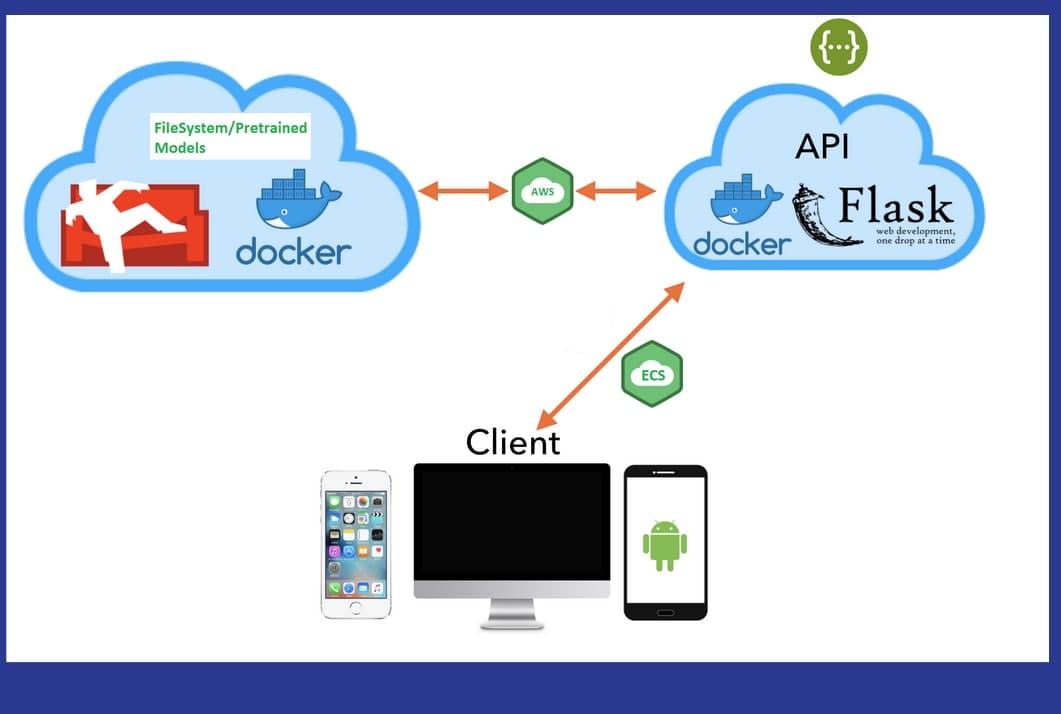 {...}
FileSystem/Pretrained
Models
docker
AWS
API
docker
Flask
web development,
one drop at a time
ECS
Client